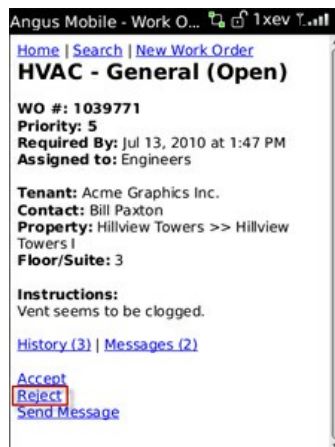 Angus Mobile - Work O... 1xev
Home | Search | New Work Order
HVAC - General (Open)
WO #: 1039771
Priority: 5
Required By: Jul 13, 2010 at 1:47 PM
Assigned to: Engineers
Tenant: Acme Graphics Inc.
Contact: Bill Paxton
Property: Hillview Towers >> Hillview
Towers I
Floor/Suite: 3
Instructions:
Vent seems to be clogged.
History (3) | Messages (2)
Accept
Reject
Send Message